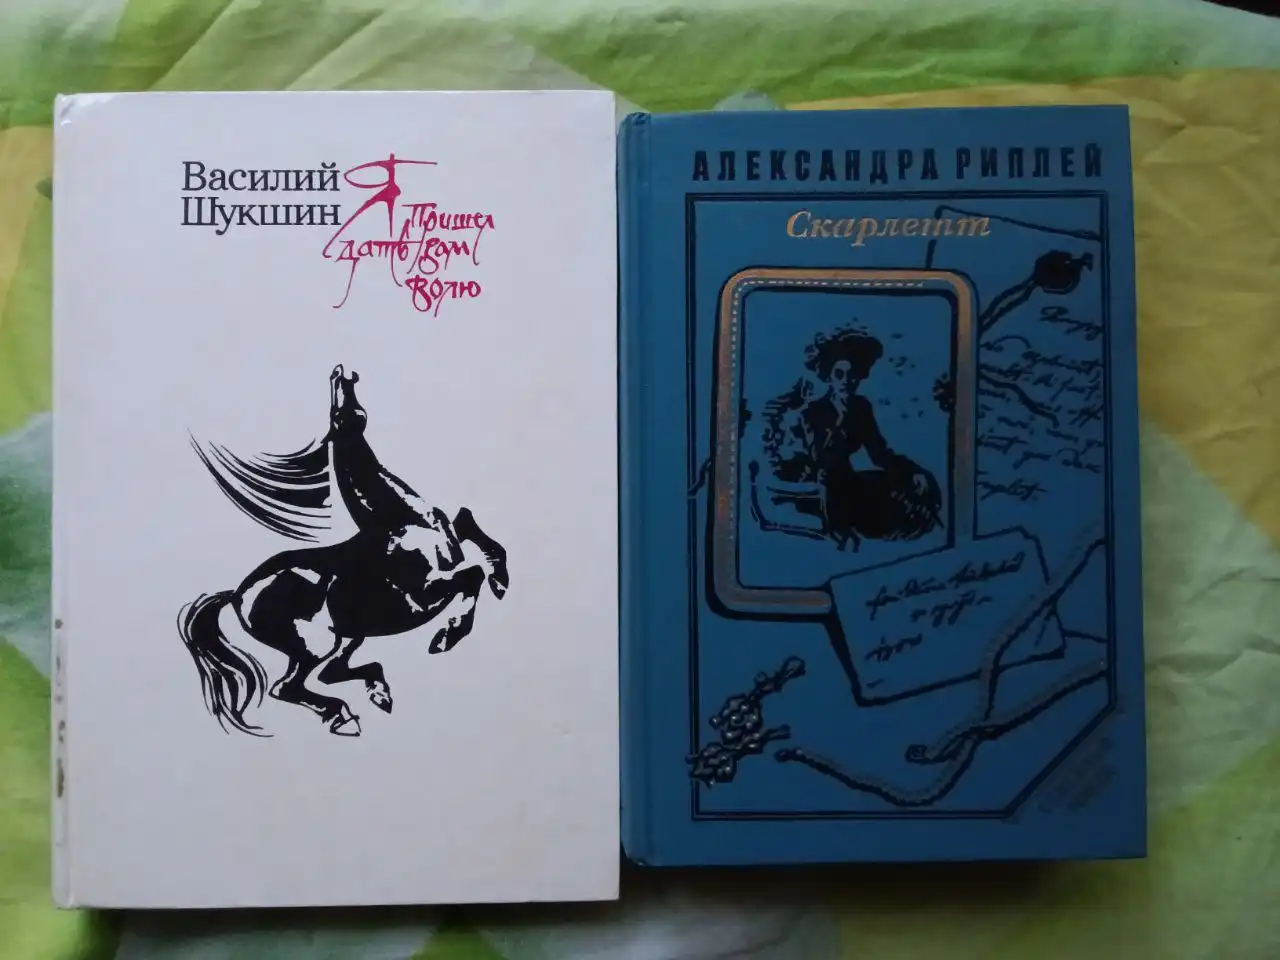 Василий
Шукшин
Я
пришел
дать вам
волю
АЛЕКСАНДРА РИПЛЕЙ
Скарлетт